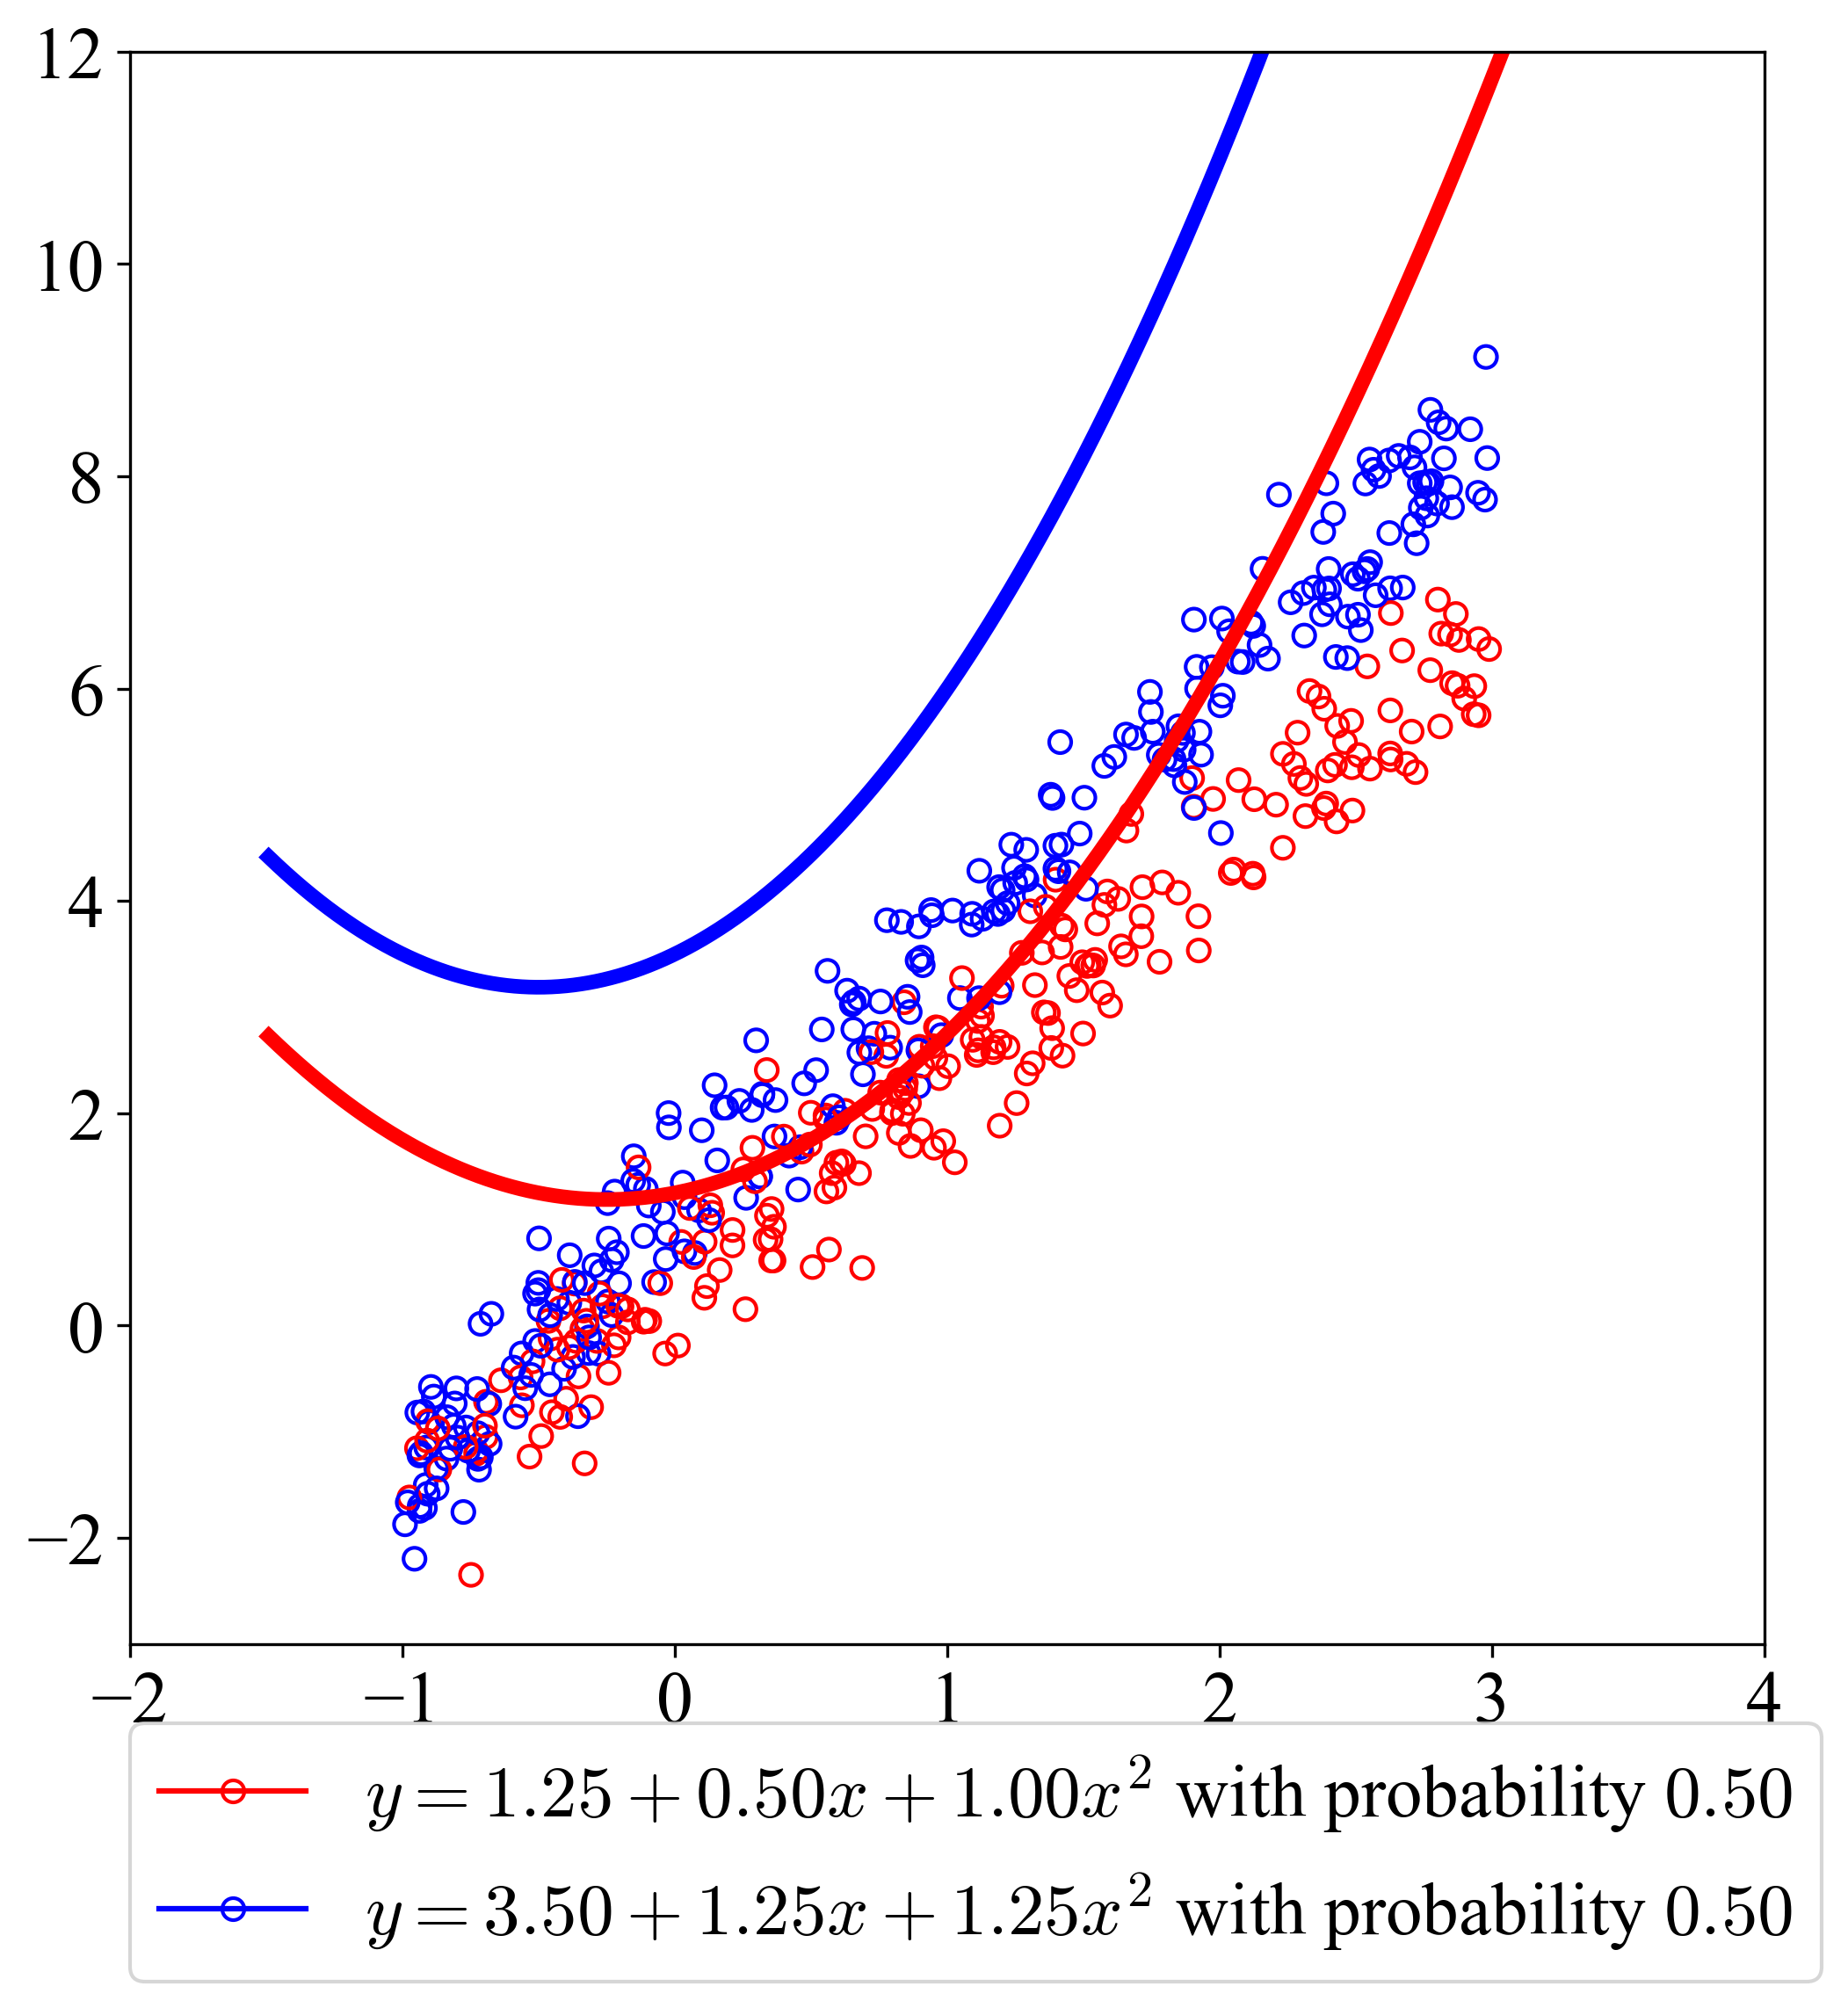 12
10
8
6
4
2
0
−2
−2 −1 0 1 2 3 4
y = 1.25 + 0.50x + 1.00x² with probability 0.50
y = 3.50 + 1.25x + 1.25x² with probability 0.50